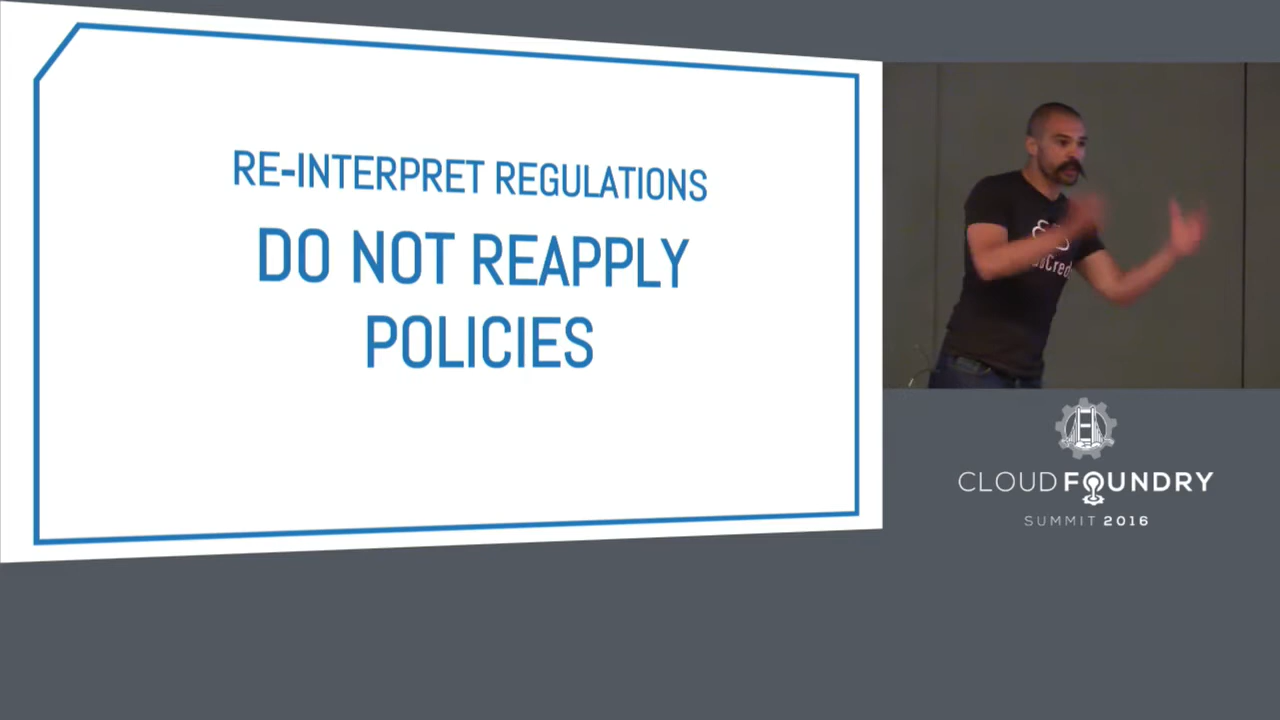 RE-INTERPRET REGULATIONS
DO NOT REAPPLY
POLICIES
CLOUD FOUNDRY
SUMMIT 2016